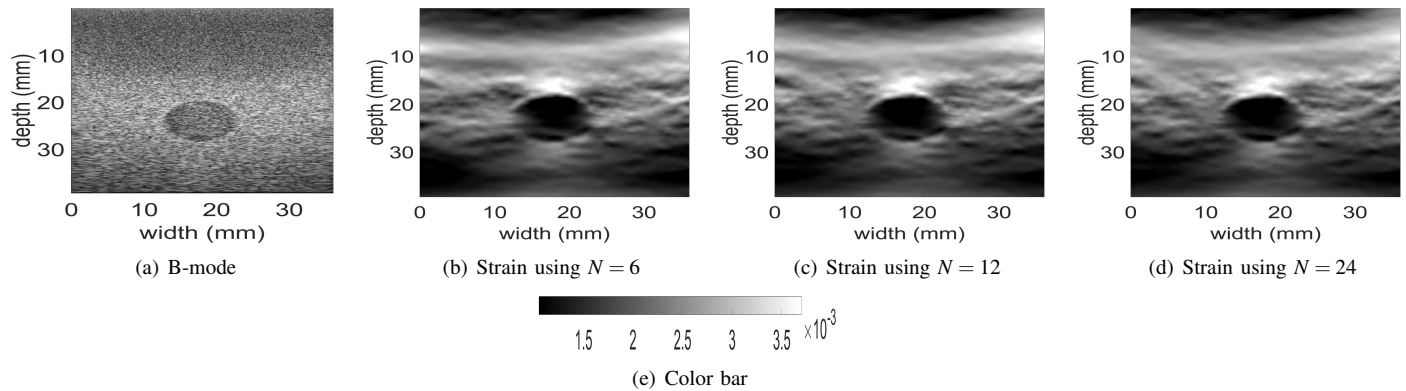 depth (mm)
10
20
30
0 10 20 30
width (mm)
(a) B-mode
depth (mm)
10
20
30
0 10 20 30
width (mm)
(b) Strain using N = 6
depth (mm)
10
20
30
0 10 20 30
width (mm)
(c) Strain using N = 12
depth (mm)
10
20
30
0 10 20 30
width (mm)
(d) Strain using N = 24
1.5 2 2.5 3 3.5 ×10⁻³
(e) Color bar